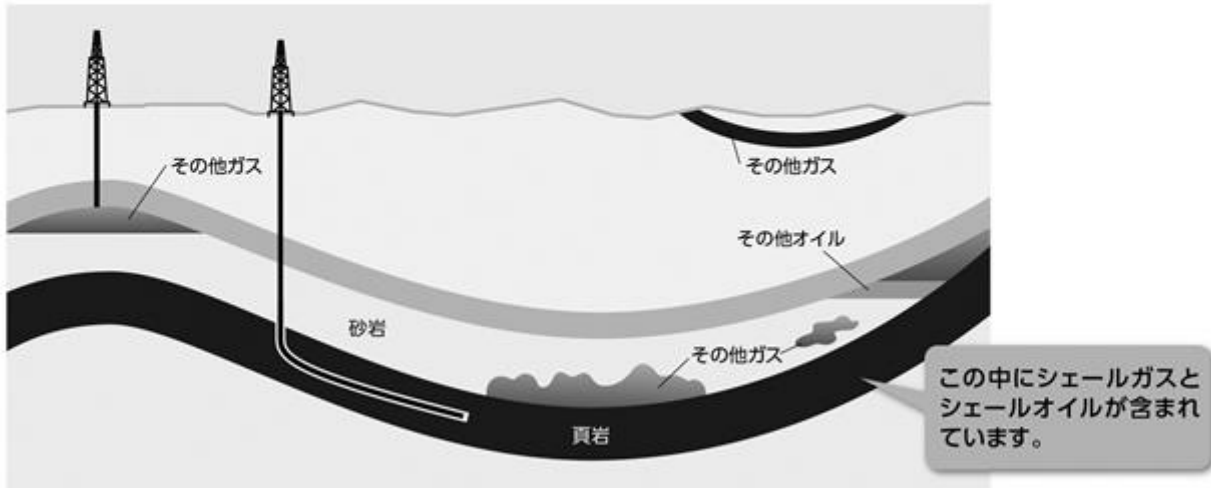 その他ガス
その他ガス
その他オイル
砂岩
その他ガス
頁岩
この中にシェールガスと
シェールオイルが含まれ
ています。